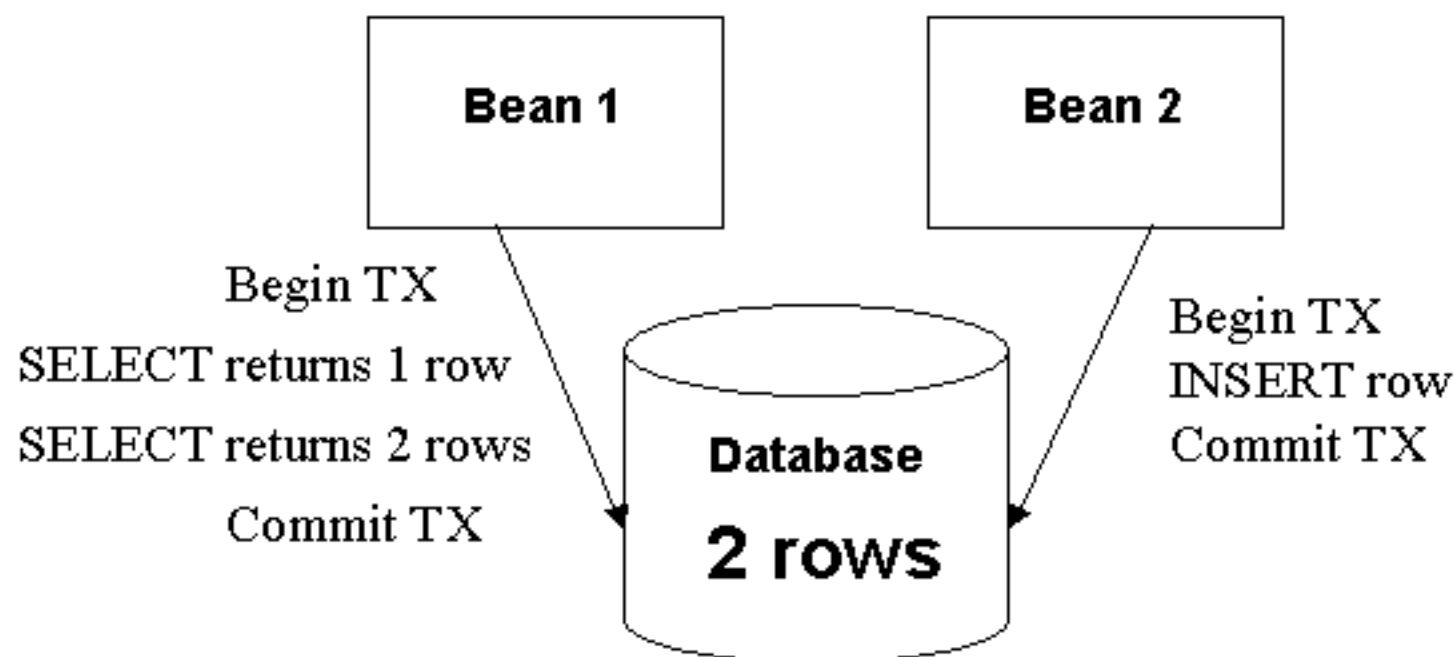 Bean 1
Bean 2
Begin TX
SELECT returns 1 row
SELECT returns 2 rows
Commit TX
Begin TX
INSERT row
Commit TX
Database
2 rows